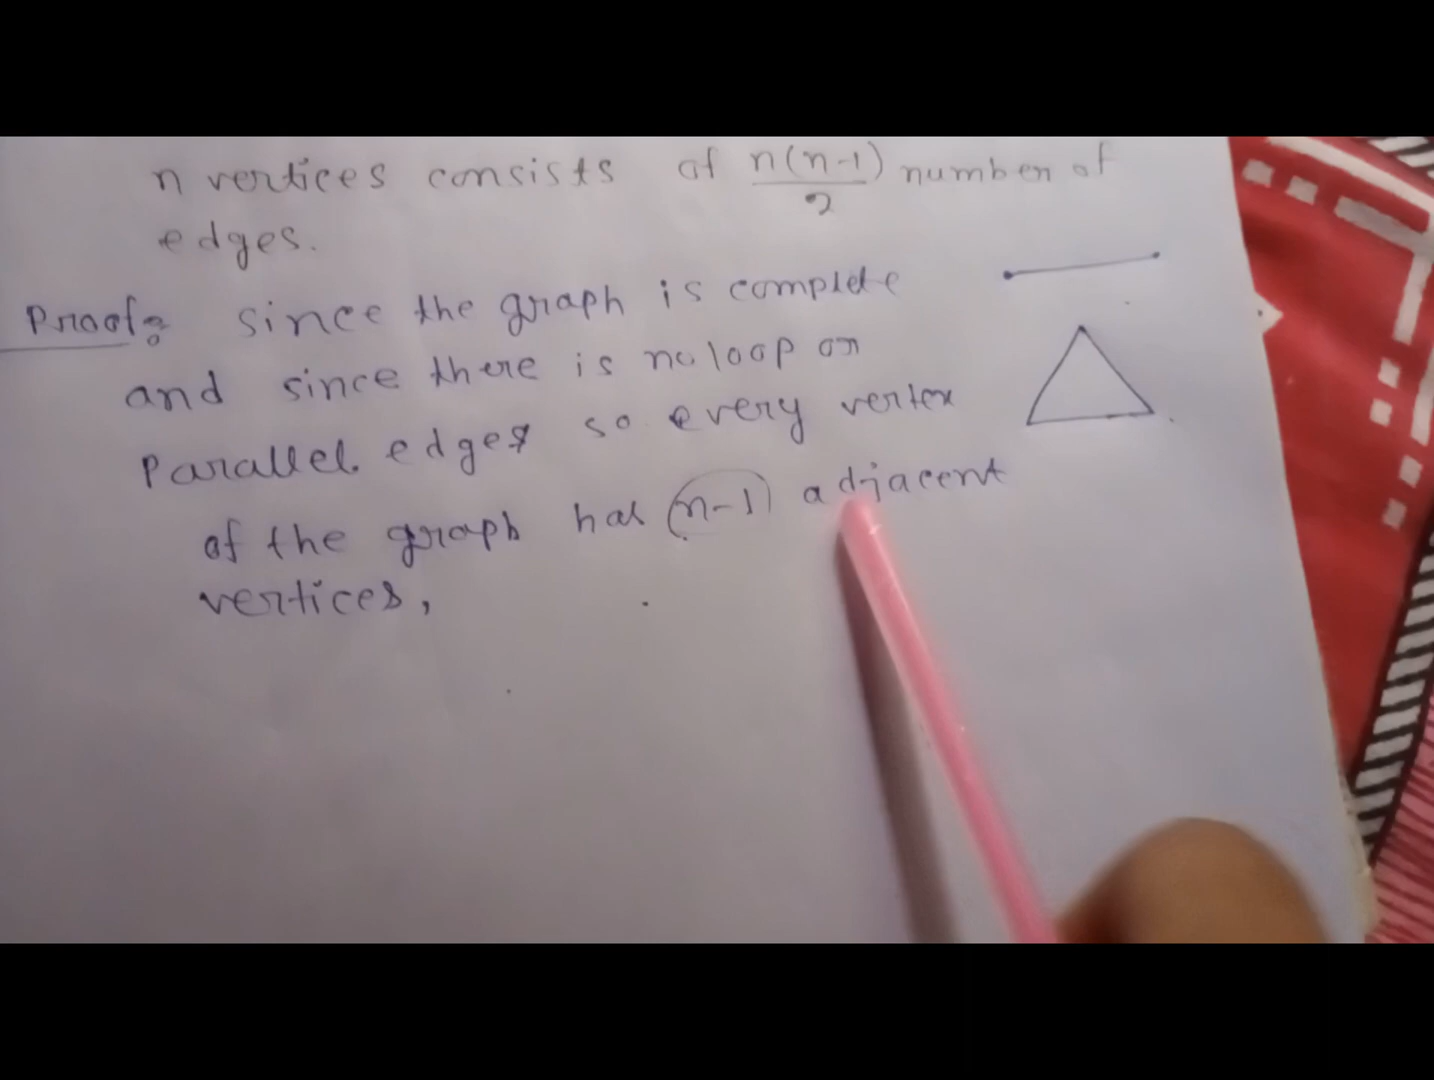 n vertices consists of n(n-1)/2 number of
edges.
Proof: since the graph is complete
and since there is no loop or
Parallel edges so every vertex
of the graph has (n-1) adjacent
vertices,